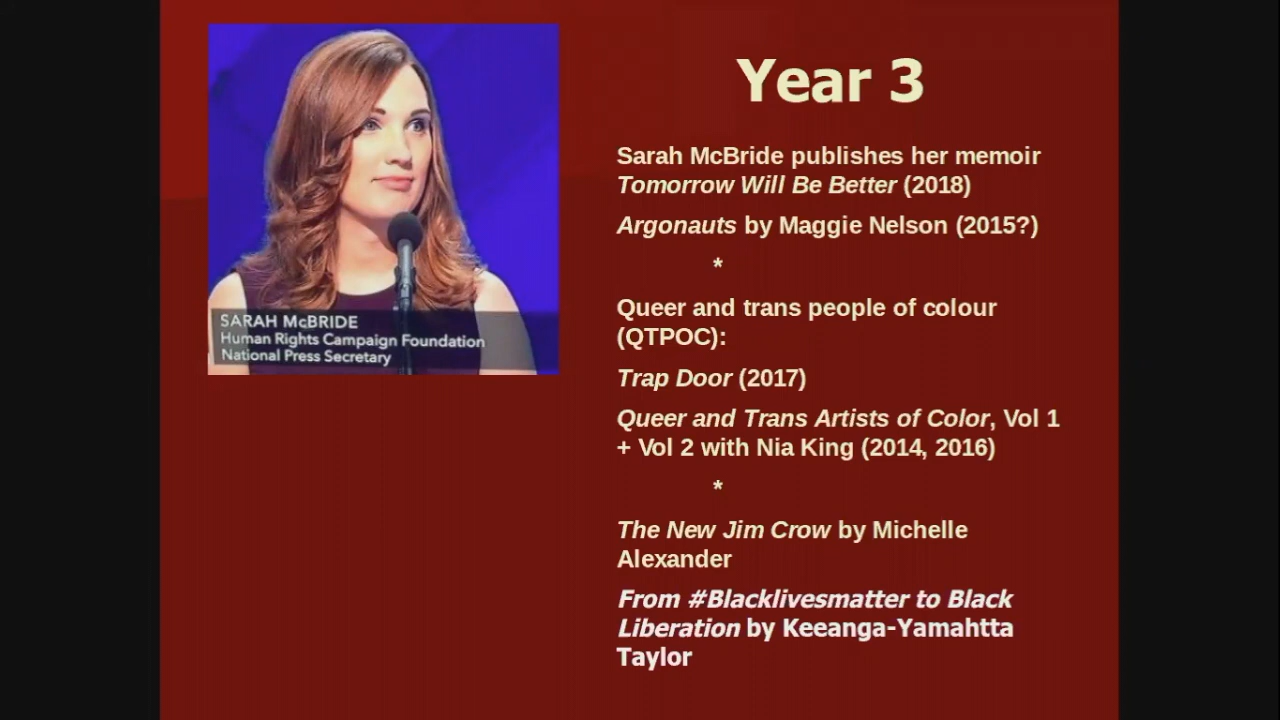 Year 3
Sarah McBride publishes her memoir
Tomorrow Will Be Better (2018)
Argonauts by Maggie Nelson (2015?)
*
Queer and trans people of colour
(QTPOC):
Trap Door (2017)
Queer and Trans Artists of Color, Vol 1
+ Vol 2 with Nia King (2014, 2016)
*
The New Jim Crow by Michelle
Alexander
From #Blacklivesmatter to Black
Liberation by Keeanga-Yamahtta
Taylor
SARAH McBRIDE
Human Rights Campaign Foundation
National Press Secretary